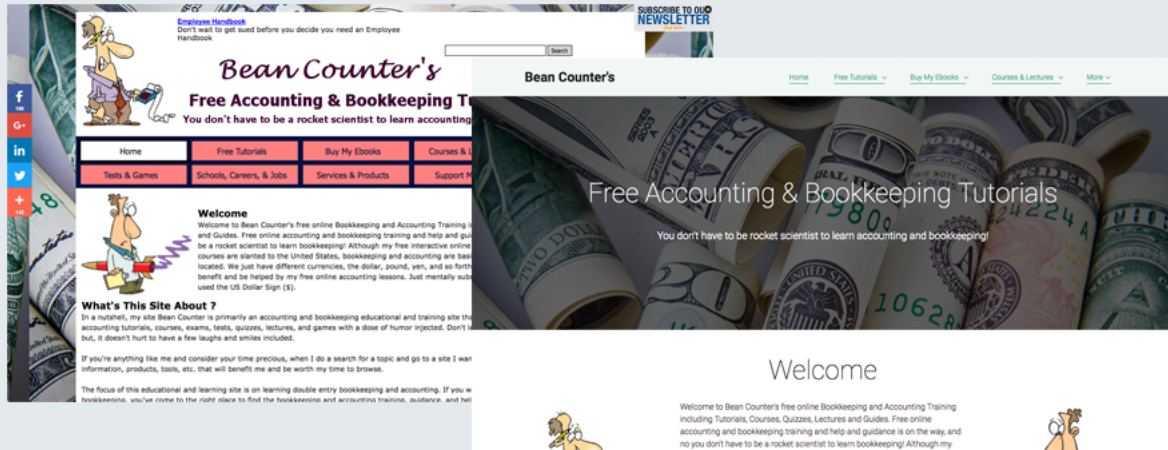 SUBSCRIBE TO OU
NEWSLETTER
Employee Handbook
Don't wait to get sued before you decide you need an Employee
Handbook
Search
Bean Counter's
Free Accounting & Bookkeeping Tu
You don't have to be a rocket scientist to learn accounting
Home
Free Tutorials
Buy My Ebooks
Courses & L
Tests & Games
Schools, Careers, & Jobs
Services & Products
Support M
Welcome
Welcome to Bean Counter's free online Bookkeeping and Accounting Training i
and Guides. Free online accounting and bookkeeping training and help and gui
be a rocket scientist to learn bookkeeping! Although my free interactive online
courses are slanted to the United States, bookkeeping and accounting are basi
located. We just have different currencies, the dollar, pound, yen, and so forth
benefit and be helped by my free online accounting lessons. Just mentally subs
used the US Dollar Sign ($).
What's This Site About ?
In a nutshell, my site Bean Counter is primarily an accounting and bookkeeping educational and training site tha
accounting tutorials, courses, exams, tests, quizzes, lectures, and games with a dose of humor injected. Don't l
but, it doesn't hurt to have a few laughs and smiles included.
If you're anything like me and consider your time precious, when I do a search for a topic and go to a site I wan
information, products, tools, etc. that will benefit me and be worth my time to browse.
The focus of this educational and learning site is on learning double entry bookkeeping and accounting. If you w
bookkeeping, you've come to the right place to find the bookkeeping and accounting training, guidance, and hel
Bean Counter's
Home
Free Tutorials
Buy My Ebooks
Courses & Lectures
More
SERIES
2003 A
Free Accounting & Bookkeeping Tutorials
You don't have to be rocket scientist to learn accounting and bookkeeping!
Welcome
Welcome to Bean Counter's free online Bookkeeping and Accounting Training
including Tutorials, Courses, Quizzes, Lectures and Guides. Free online
accounting and bookkeeping training and help and guidance is on the way, and
no you don't have to be a rocket scientist to learn bookkeeping! Although my